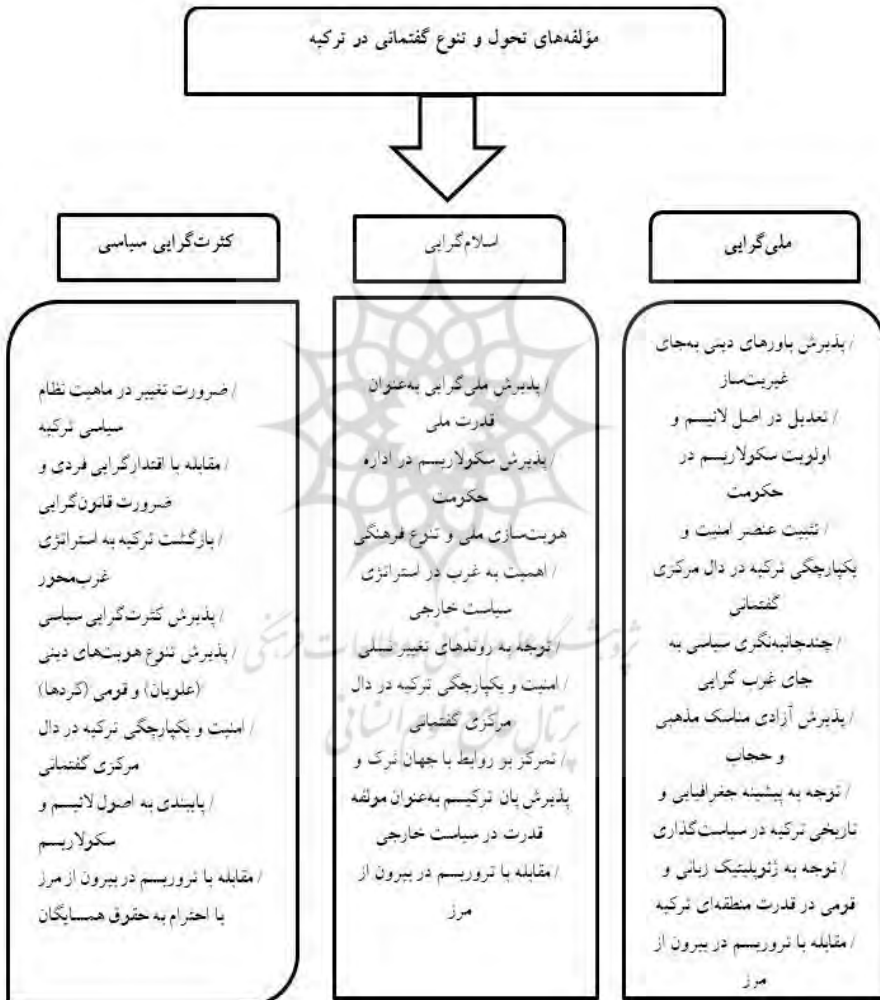 مؤلفه‌های تحول و تنوع گفتمانی در ترکیه
ملی‌گرایی
/ پذیرش باورهای دینی به‌جای
غیریت‌ساز
/ تعدیل در اصل لائیسم و
اولویت سکولاریسم در
حکومت
/ تثبیت عنصر امنیت و
یکپارچگی ترکیه در دال مرکزی
گفتمانی
/ چندجانبه‌نگری سیاسی به
جای غرب گرایی
/ پذیرش آزادی مناسک مذهبی
و حجاب
/ توجه به پیشینه جغرافیایی و
تاریخی ترکیه در سیاست‌گذاری
/ توجه به ژئوپلیتیک زبانی و
قومی در قدرت منطقه‌ای ترکیه
/ مقابله با تروریسم در بیرون از
مرز
اسلام‌گرایی
/ پذیرش ملی‌گرایی به‌عنوان
قدرت ملی
/ پذیرش سکولاریسم در اداره
حکومت
هویت‌سازی ملی و تنوع فرهنگی
/ اهمیت به غرب در استراتژی
سیاست خارجی
/ توجه به روندهای تغییر نسلی
/ امنیت و یکپارچگی ترکیه در دال
مرکزی گفتمانی
/ تمرکز بر روابط با جهان ترک و
پذیرش پان ترکیسم به‌عنوان مولفه
قدرت در سیاست خارجی
/ مقابله با تروریسم در بیرون از
مرز
کثرت‌گرایی سیاسی
/ ضرورت تغییر در ماهیت نظام
سیاسی ترکیه
/ مقابله با اقتدارگرایی فردی و
ضرورت قانون‌گرایی
/ بازگشت ترکیه به استراتژی
غرب‌محور
/ پذیرش کثرت‌گرایی سیاسی
/ پذیرش تنوع هویت‌های دینی
(علویان) و قومی (کردها)
/ امنیت و یکپارچگی ترکیه در دال
مرکزی گفتمانی
/ پایبندی به اصول لائیسم و
سکولاریسم
/ مقابله با تروریسم در بیرون از مرز
با احترام به حقوق همسایگان
پژوهشگاه علوم انسانی و مطالعات فرهنگی
پرتال جامع علوم انسانی